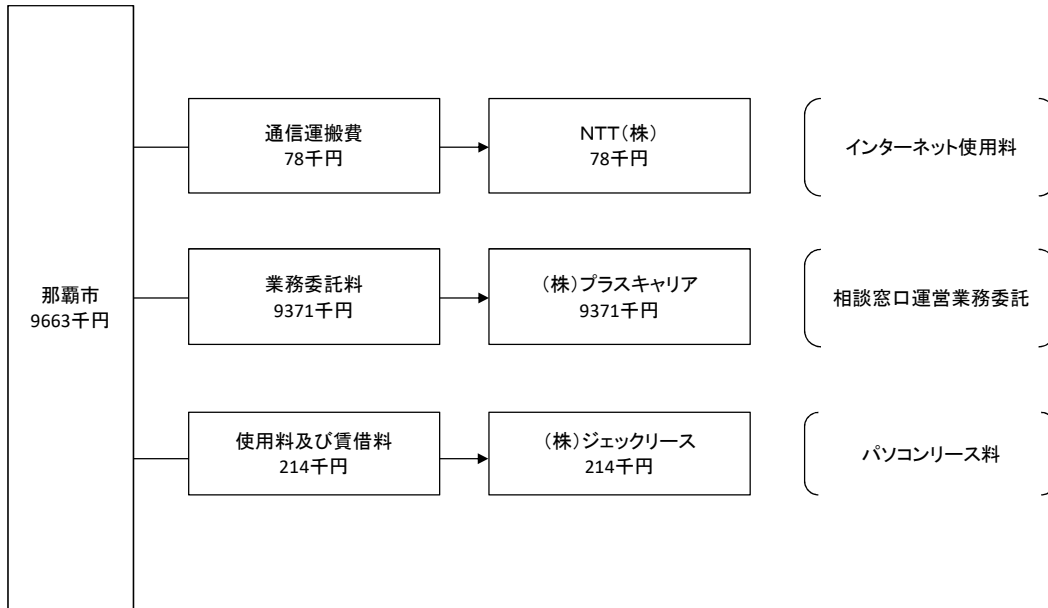 那覇市
9663千円
通信運搬費
78千円
NTT(株)
78千円
インターネット使用料
業務委託料
9371千円
(株)プラスキャリア
9371千円
相談窓口運営業務委託
使用料及び賃借料
214千円
(株)ジェックリース
214千円
パソコンリース料